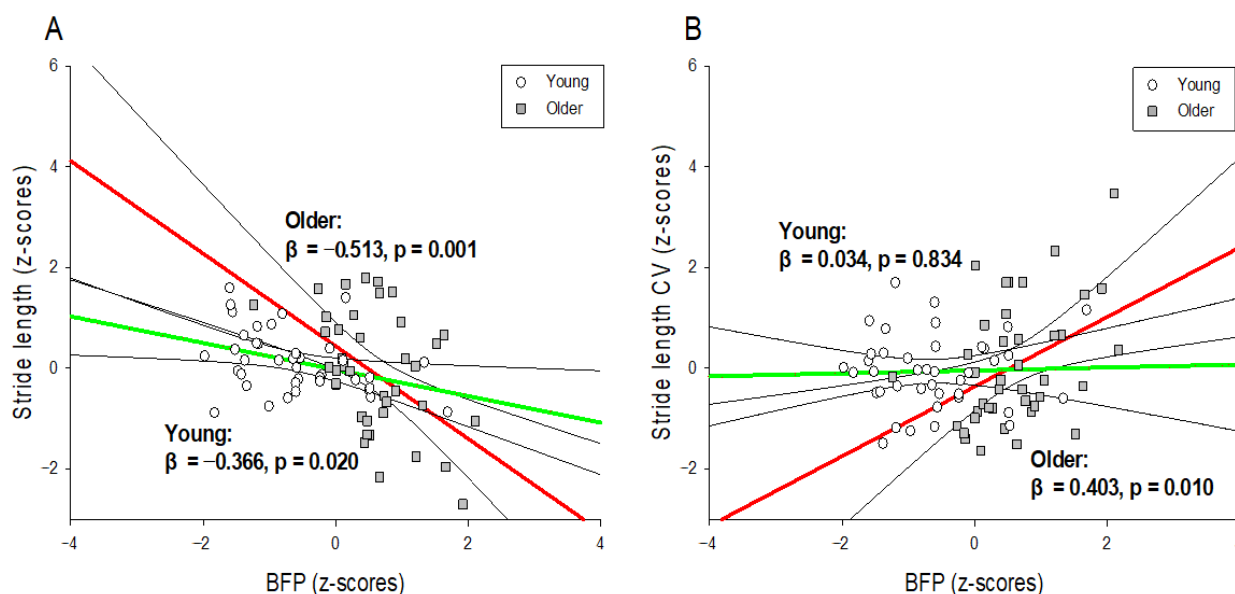 A
6
4
2
0
−2
−4
−2
0
2
4
Stride length (z-scores)
BFP (z-scores)
Young
Older
Older:
β = −0.513, p = 0.001
Young:
β = −0.366, p = 0.020
B
6
4
2
0
−2
−4
−2
0
2
Stride length CV (z-scores)
BFP (z-scores)
Young
Older
Young:
β = 0.034, p = 0.834
Older:
β = 0.403, p = 0.010